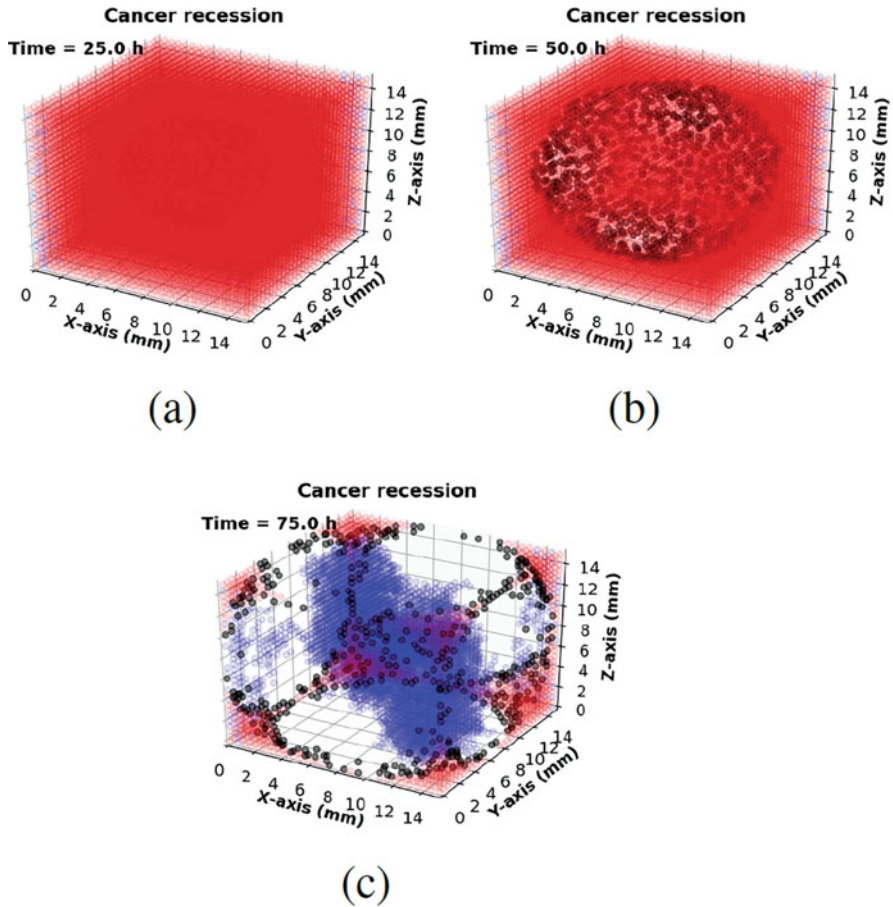 Cancer recession
Time = 25.0 h
14
12
10
8
6
4
2
0
Z-axis (mm)
0 2 4 6 8 10 12 14
X-axis (mm)
0 2 4 6 8 10 12 14
Y-axis (mm)
(a)
Cancer recession
Time = 50.0 h
14
12
10
8
6
4
2
0
Z-axis (mm)
0 2 4 6 8 10 12 14
X-axis (mm)
0 2 4 6 8 10 12 14
Y-axis (mm)
(b)
Cancer recession
Time = 75.0 h
14
12
10
8
6
4
2
0
Z-axis (mm)
0 2 4 6 8 10 12 14
X-axis (mm)
0 2 4 6 8 10 12 14
Y-axis (mm)
(c)